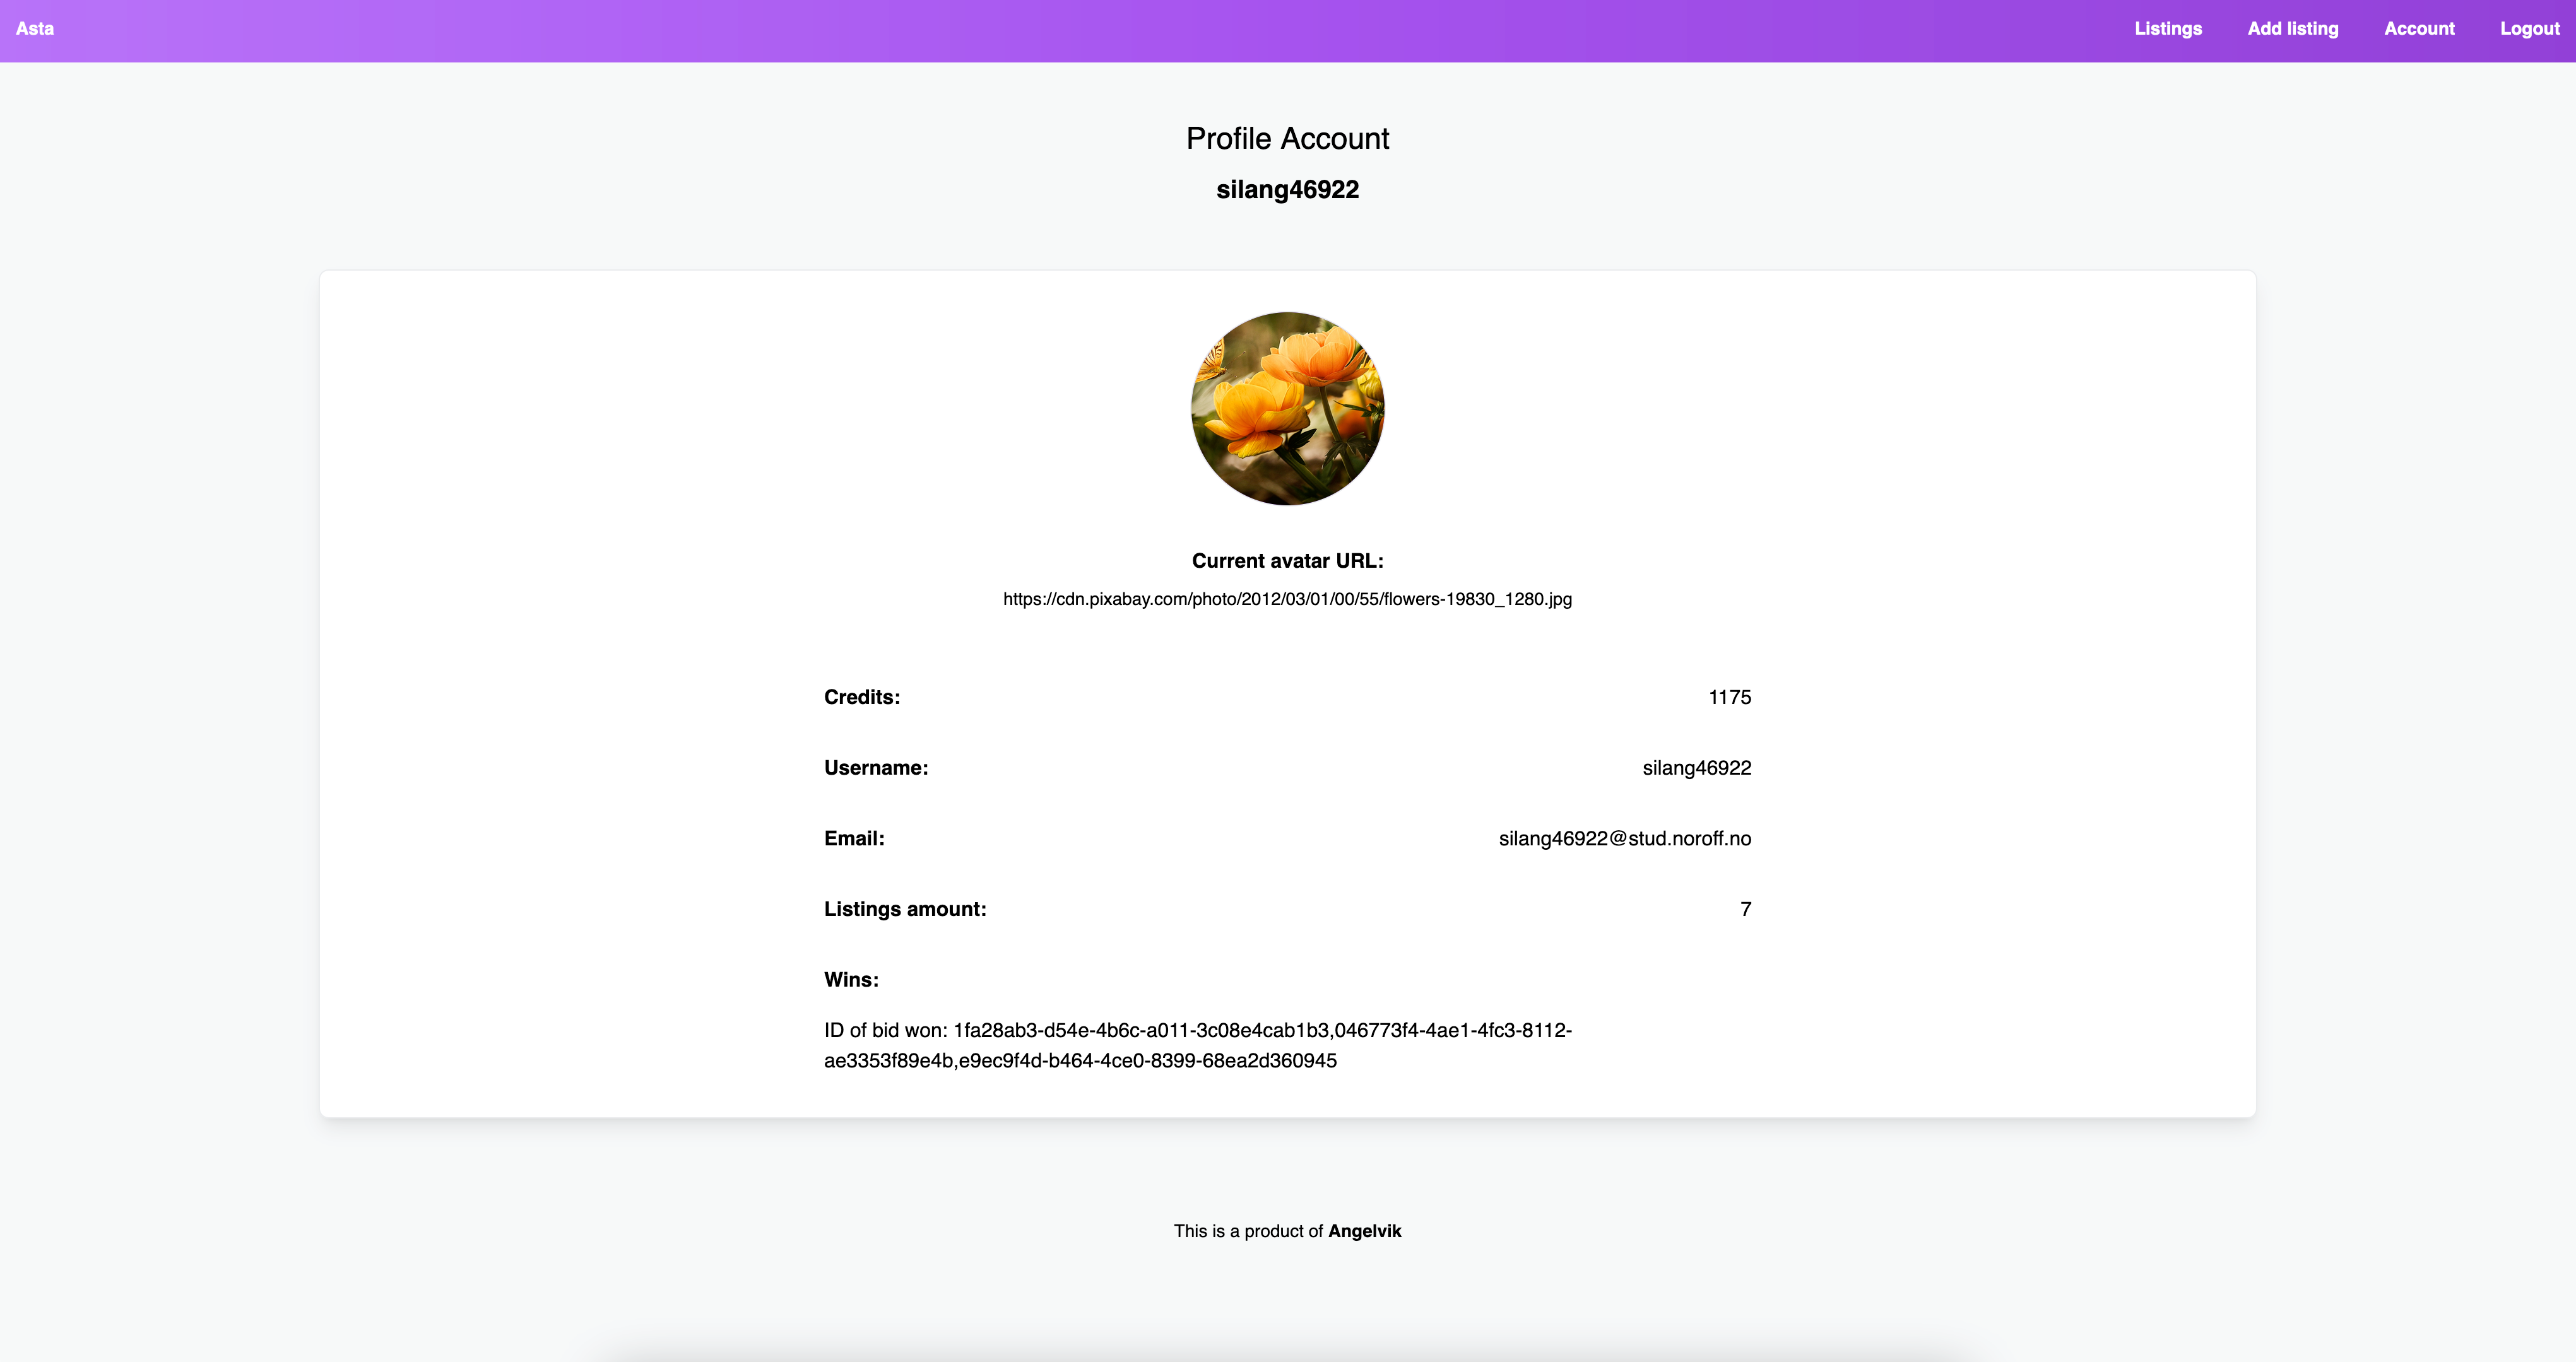 Asta
Listings
Add listing
Account
Logout
Profile Account
silang46922
Current avatar URL:
https://cdn.pixabay.com/photo/2012/03/01/00/55/flowers-19830_1280.jpg
Credits: 1175
Username: silang46922
Email: silang46922@stud.noroff.no
Listings amount: 7
Wins:
ID of bid won: 1fa28ab3-d54e-4b6c-a011-3c08e4cab1b3,046773f4-4ae1-4fc3-8112-
ae3353f89e4b,e9ec9f4d-b464-4ce0-8399-68ea2d360945
This is a product of Angelvik